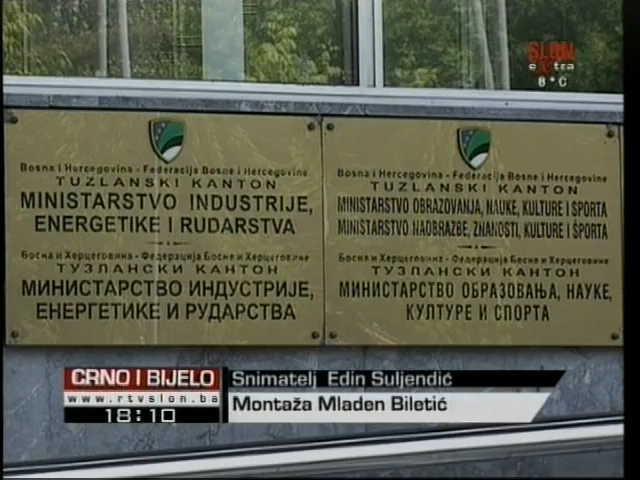 SLON
extra
8°C
Bosna i Hercegovina - Federacija Bosne i Hercegovine
TUZLANSKI KANTON
MINISTARSTVO INDUSTRIJE,
ENERGETIKE I RUDARSTVA
Босна и Херцеговина - Федерација Босне и Херцеговине
ТУЗЛАНСКИ КАНТОН
МИНИСТАРСТВО ИНДУСТРИЈЕ,
ЕНЕРГЕТИКЕ И РУДАРСТВА
Bosna i Hercegovina - Federacija Bosne i Hercegovine
TUZLANSKI KANTON
MINISTARSTVO OBRAZOVANJA, NAUKE, KULTURE I SPORTA
MINISTARSTVO NAOBRAZBE, ZNANOSTI, KULTURE I ŠPORTA
Босна и Херцеговина - Федерација Босне и Херцеговине
ТУЗЛАНСКИ КАНТОН
МИНИСТАРСТВО ОБРАЗОВАЊА, НАУКЕ,
КУЛТУРЕ И СПОРТА
CRNO I BIJELO
www.rtvslon.ba
18:10
Snimatelj Edin Suljendić
Montaža Mladen Biletić